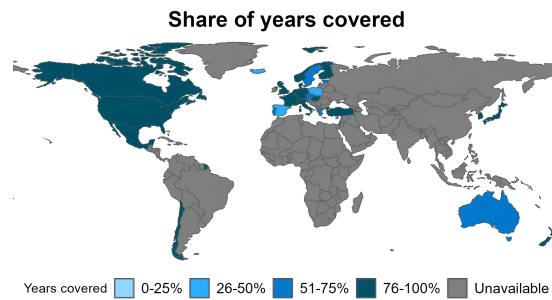 Share of years covered
Years covered 0-25% 26-50% 51-75% 76-100% Unavailable